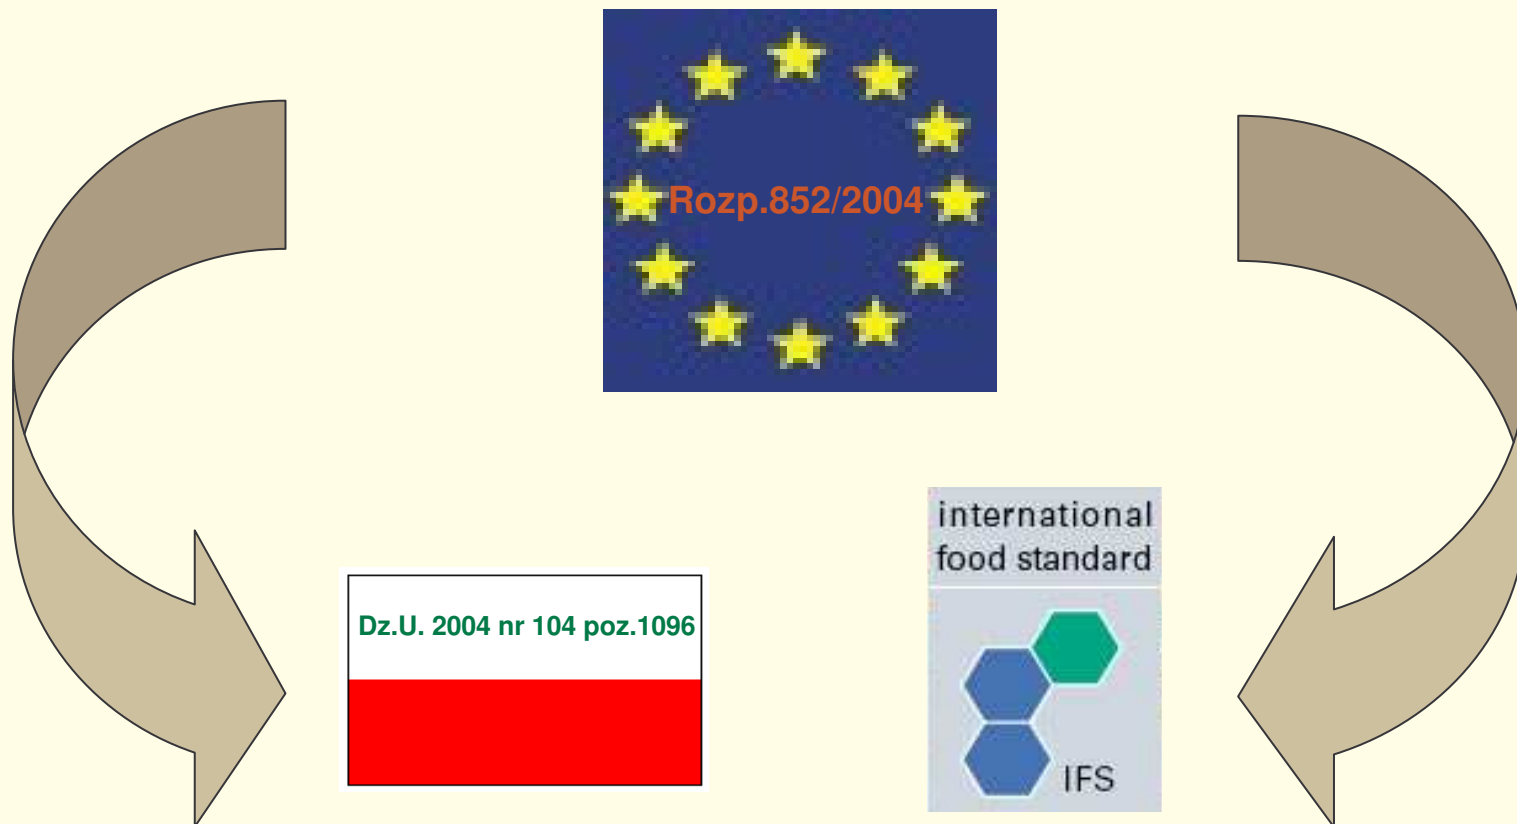 Rozp.852/2004
Dz.U. 2004 nr 104 poz.1096
international
food standard
IFS